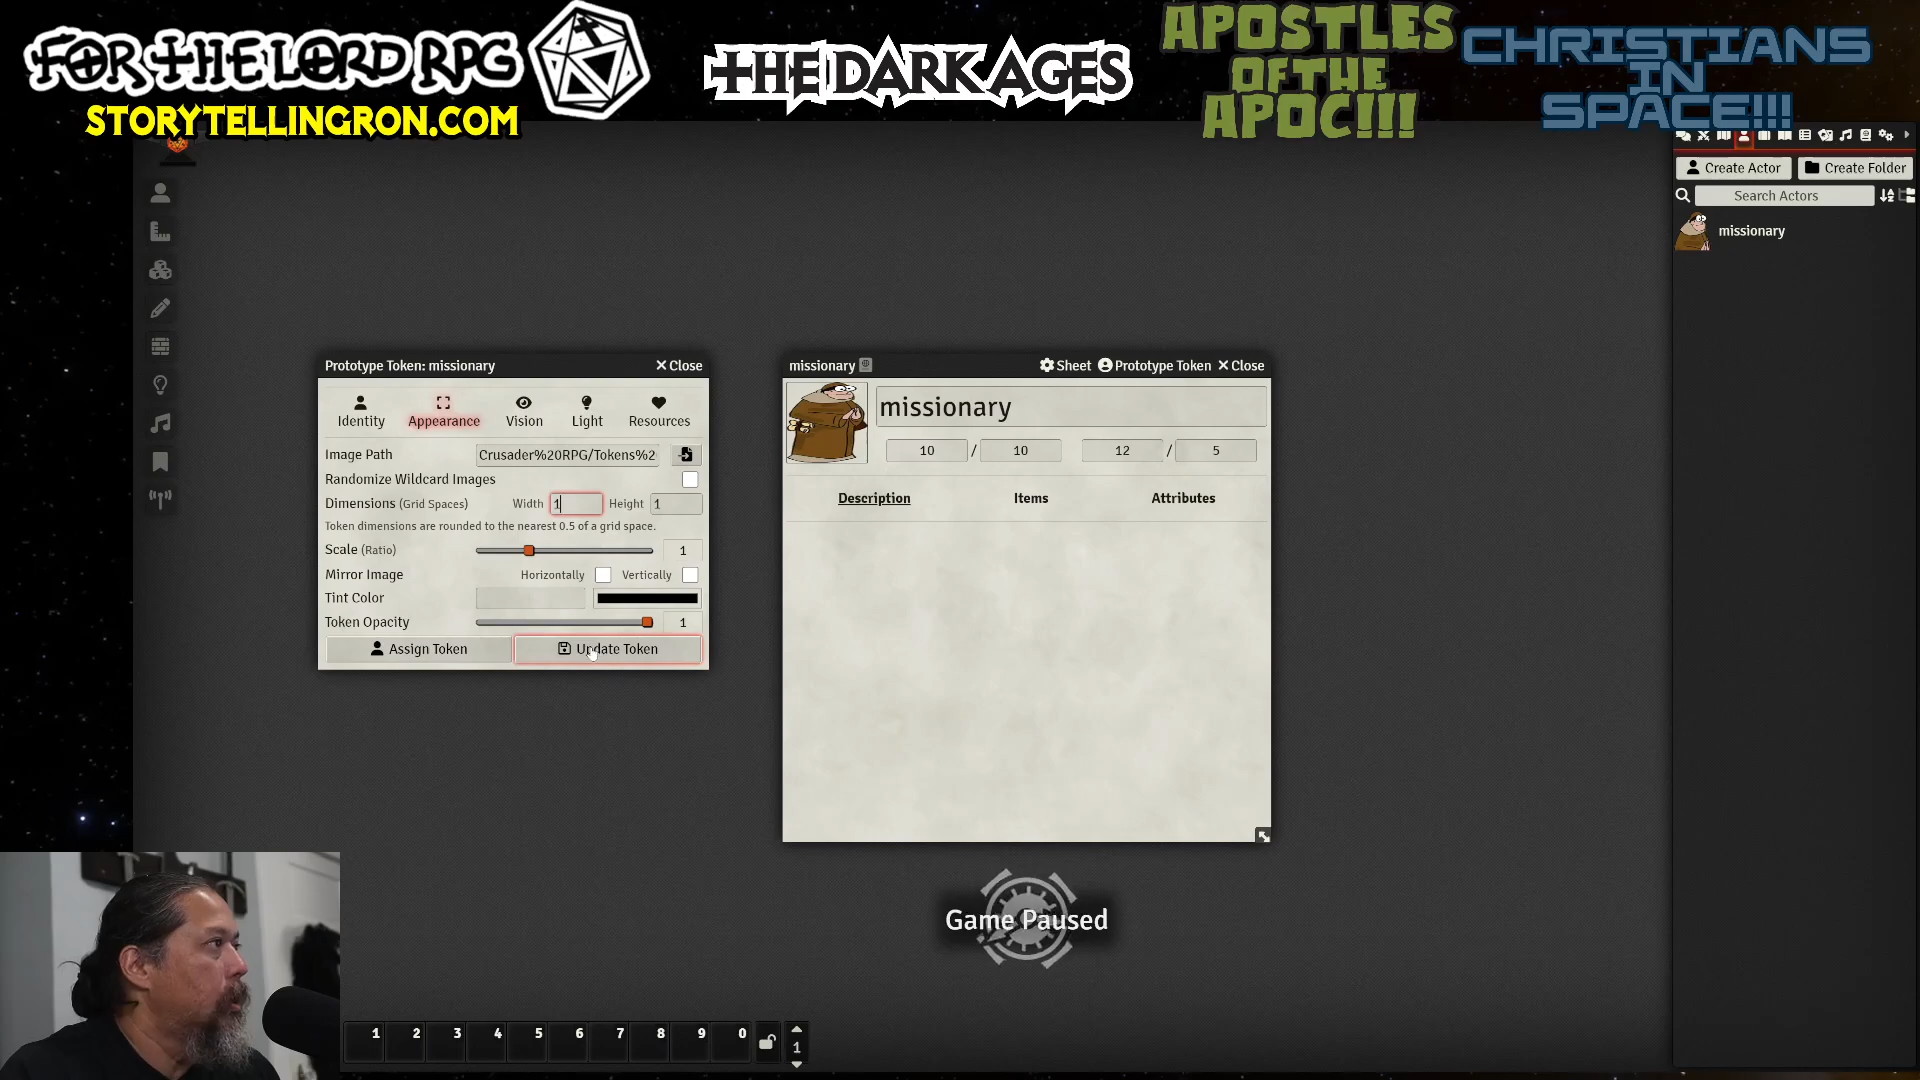 FOR THE LORD RPG
STORYTELLINGRON.COM
THE DARK AGES
APOSTLES
OF THE
APOC!!!
CHRISTIANS
IN
SPACE!!!
Create Actor
Create Folder
Search Actors
missionary
Prototype Token: missionary
Close
Identity
Appearance
Vision
Light
Resources
Image Path
Crusader%20RPG/Tokens%2
Randomize Wildcard Images
Dimensions (Grid Spaces)
Width
1
Height
1
Token dimensions are rounded to the nearest 0.5 of a grid space.
Scale (Ratio)
1
Mirror Image
Horizontally
Vertically
Tint Color
Token Opacity
1
Assign Token
Update Token
missionary
Sheet
Prototype Token
Close
missionary
10 / 10
12 / 5
Description
Items
Attributes
Game Paused
1 2 3 4 5 6 7 8 9 0
1